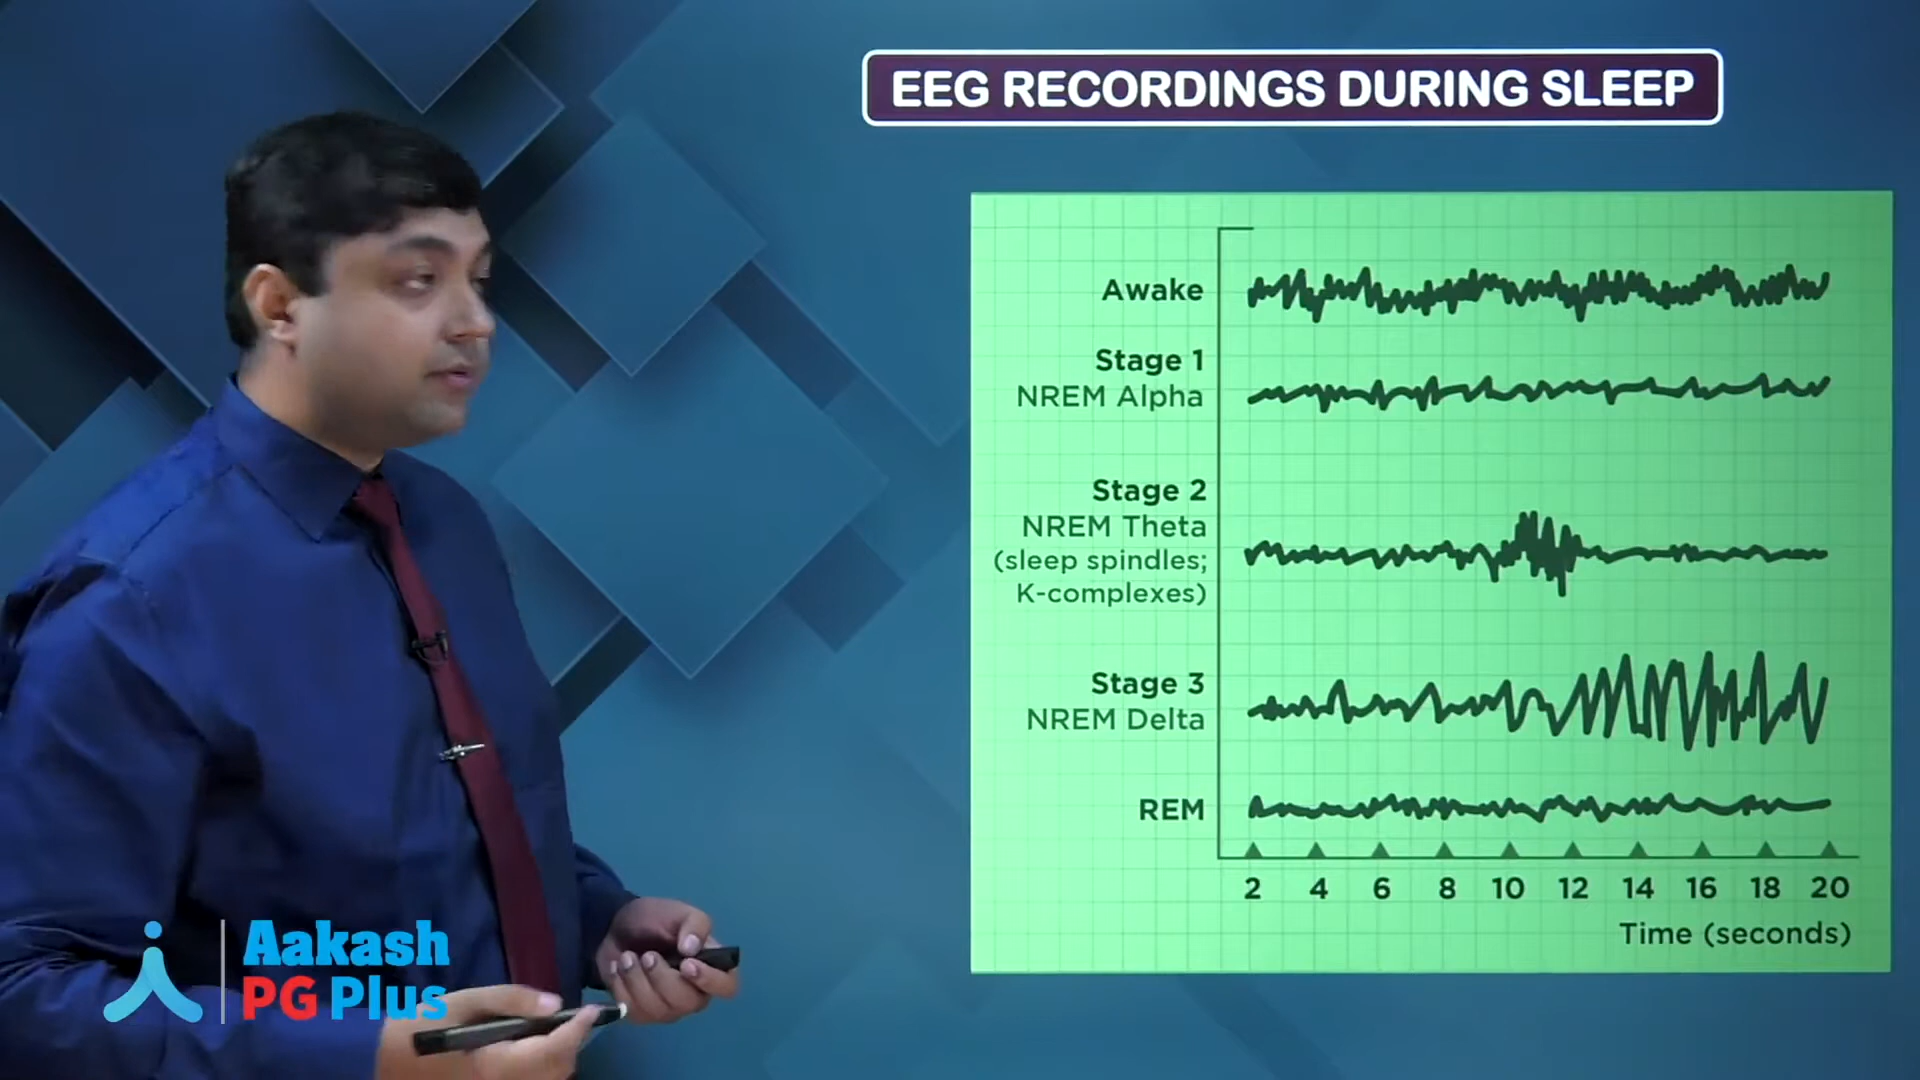 EEG RECORDINGS DURING SLEEP
Awake
Stage 1
NREM Alpha
Stage 2
NREM Theta
(sleep spindles;
K-complexes)
Stage 3
NREM Delta
REM
2 4 6 8 10 12 14 16 18 20
Time (seconds)
Aakash
PG Plus